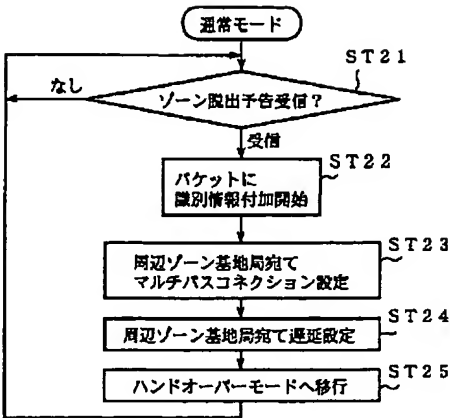 通常モード
ST21
なし
ゾーン脱出予告受信？
受信
ST22
パケットに
識別情報付加開始
ST23
周辺ゾーン基地局宛て
マルチパスコネクション設定
ST24
周辺ゾーン基地局宛て遅延設定
ST25
ハンドオーバーモードへ移行